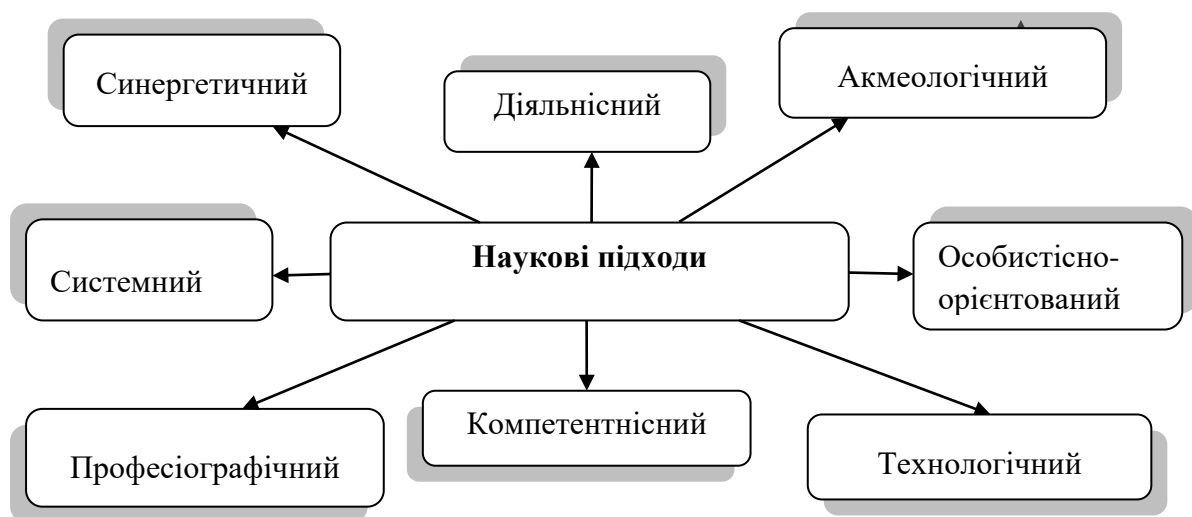 Синергетичний
Діяльнісний
Акмеологічний
Системний
Наукові підходи
Особистісно-
орієнтований
Професіографічний
Компетентнісний
Технологічний